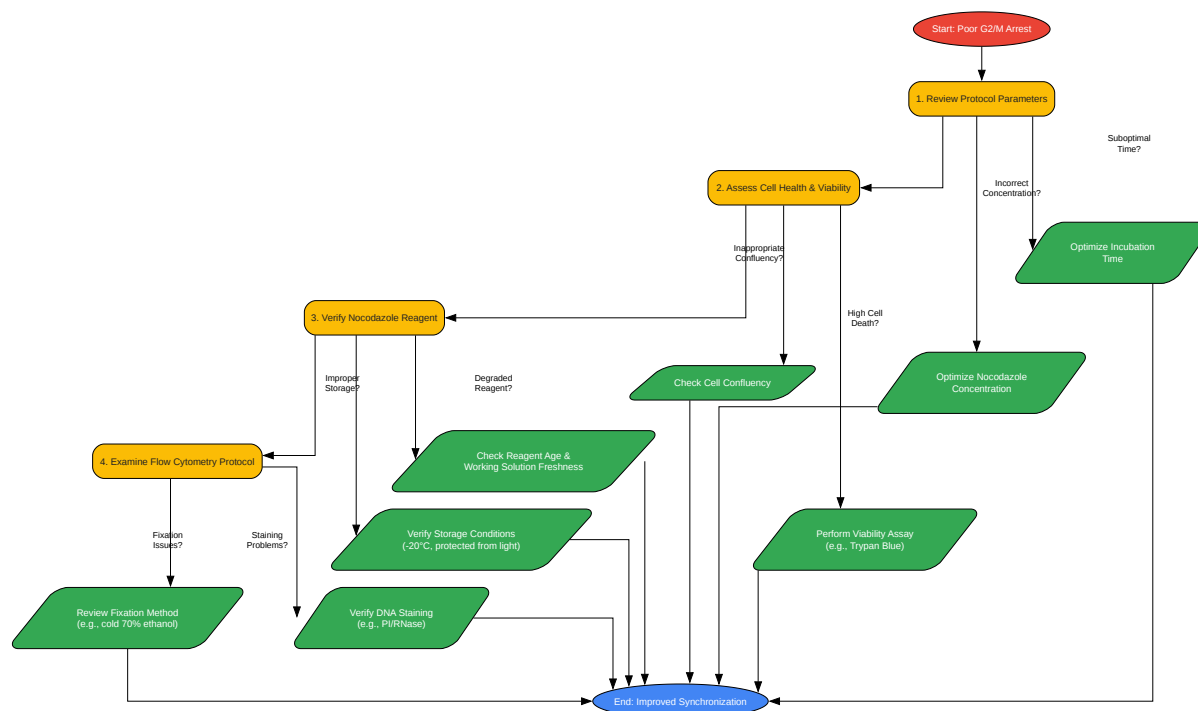 Start: Poor G2/M Arrest
1. Review Protocol Parameters
Suboptimal
Time?
2. Assess Cell Health & Viability
Incorrect
Concentration?
Optimize Incubation
Time
Inappropriate
Confluency?
3. Verify Nocodazole Reagent
High Cell
Death?
Improper
Storage?
Degraded
Reagent?
Check Cell Confluency
Optimize Nocodazole
Concentration
4. Examine Flow Cytometry Protocol
Check Reagent Age &
Working Solution Freshness
Fixation
Issues?
Staining
Problems?
Verify Storage Conditions
(-20°C, protected from light)
Perform Viability Assay
(e.g., Trypan Blue)
Review Fixation Method
(e.g., cold 70% ethanol)
Verify DNA Staining
(e.g., PI/RNase)
End: Improved Synchronization